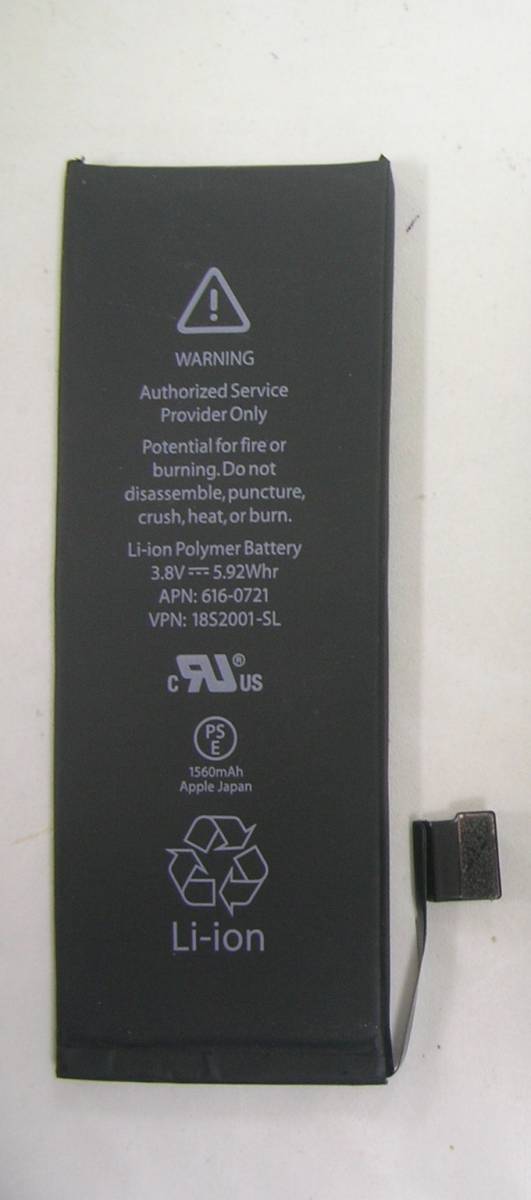 WARNING
Authorized Service
Provider Only
Potential for fire or
burning. Do not
disassemble, puncture,
crush, heat, or burn.
Li-ion Polymer Battery
3.8V⎓5.92Whr
APN: 616-0721
VPN: 18S2001-SL
c RU® US
PS
E
1560mAh
Apple Japan
Li-ion